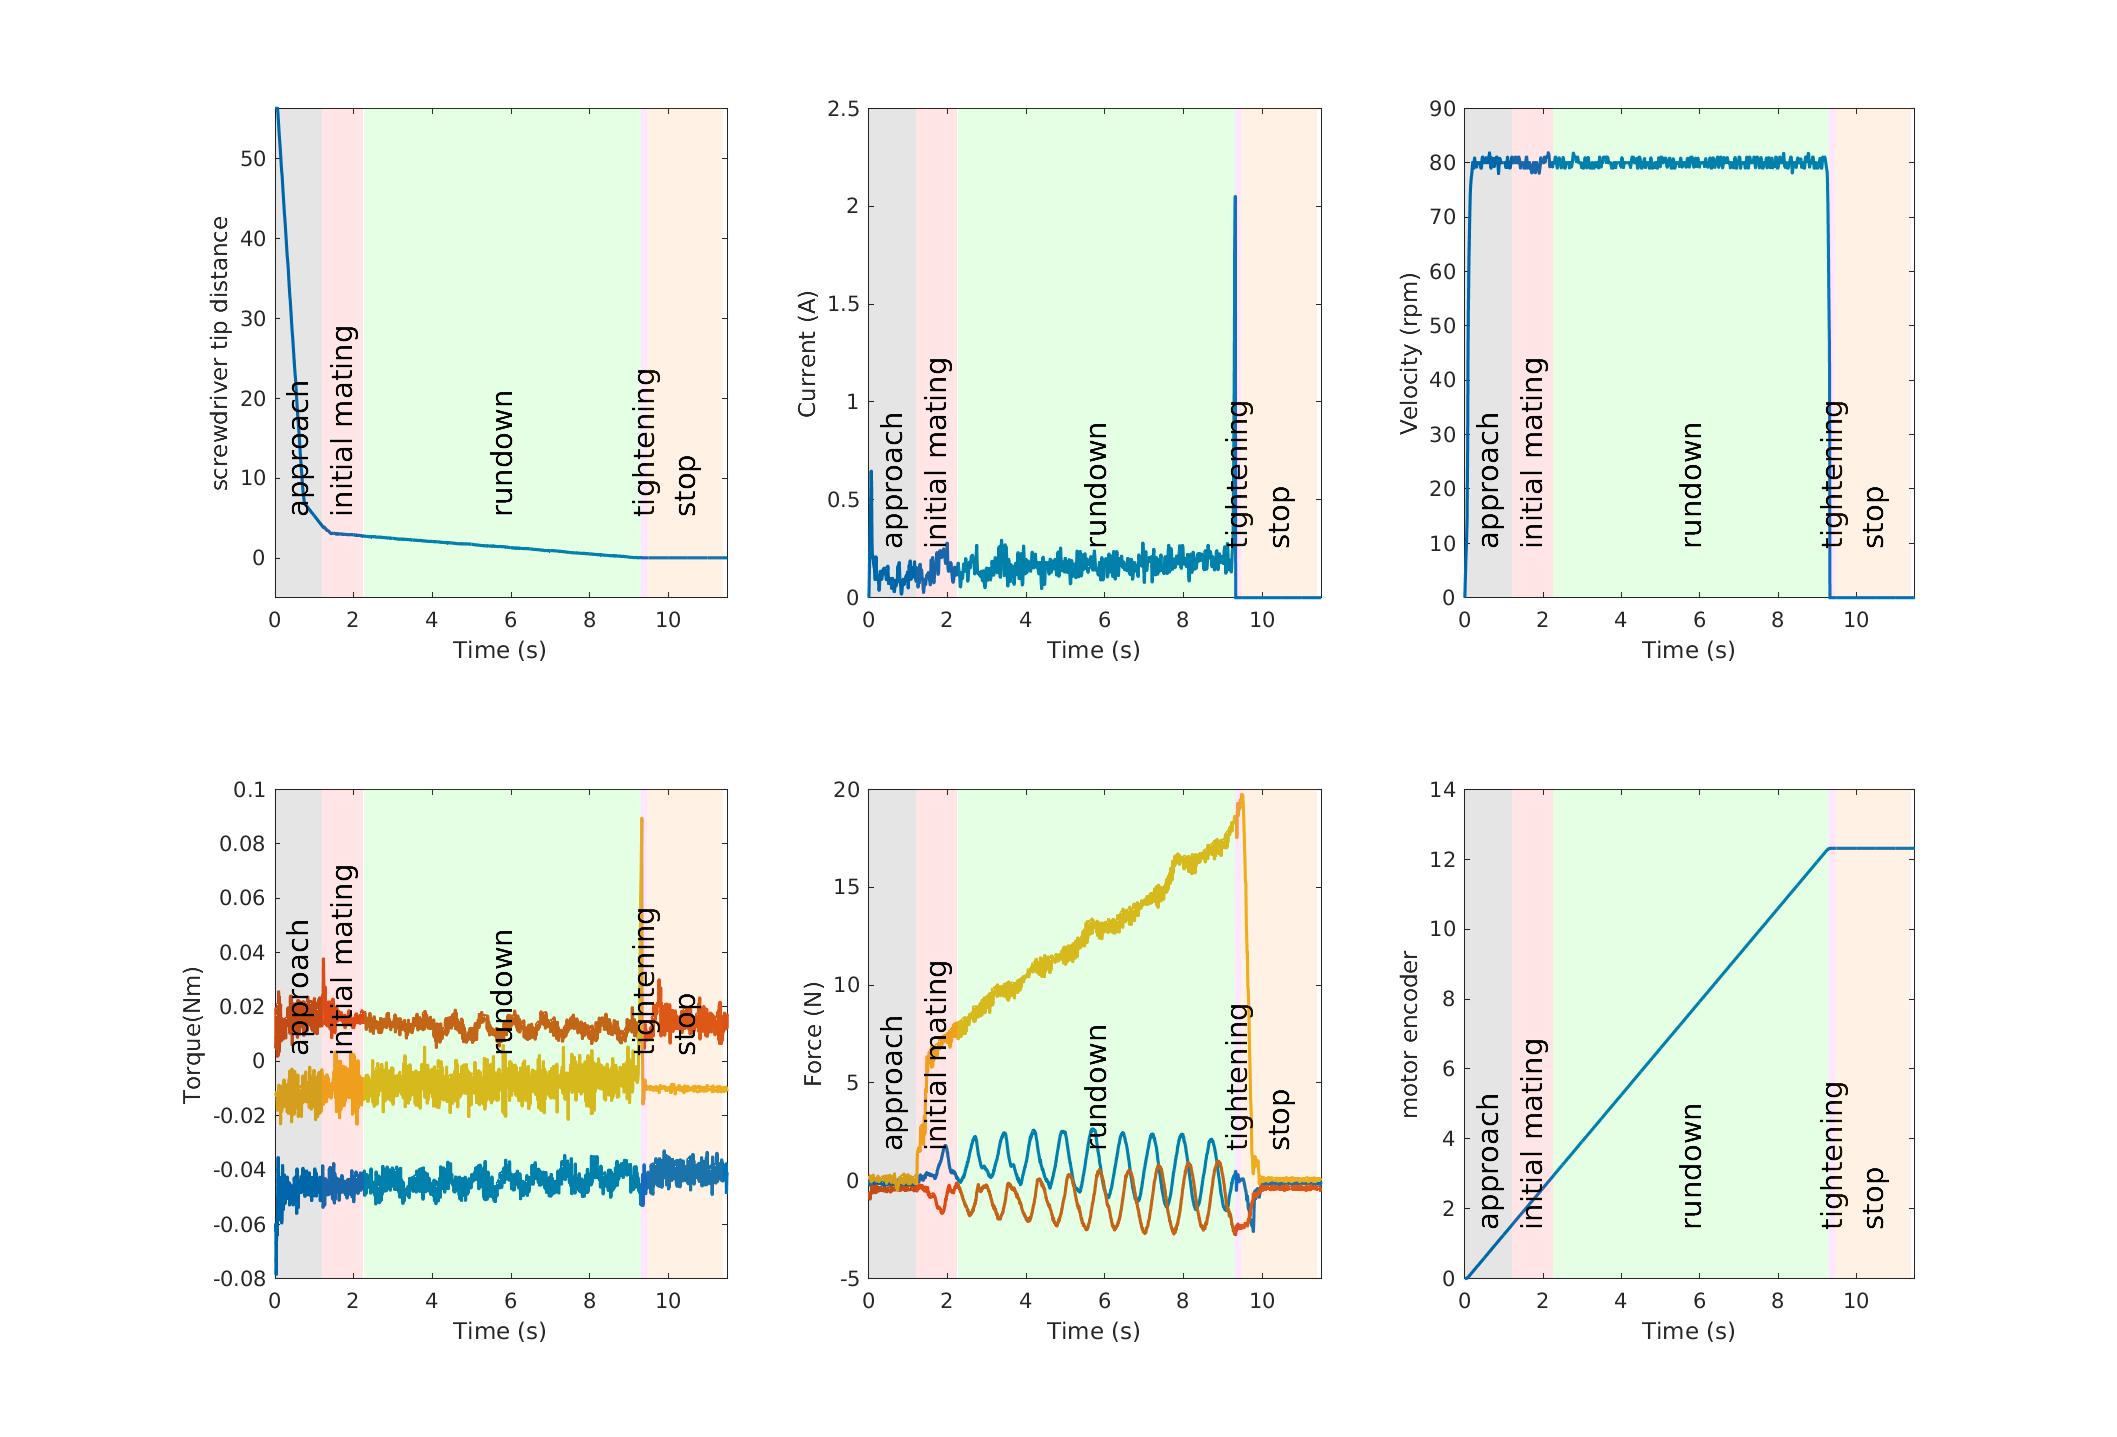 screwdriver tip distance
50
40
30
20
10
0
approach
initial mating
rundown
tightening
stop
0 2 4 6 8 10
Time (s)
Current (A)
2.5
2
1.5
1
0.5
0
approach
initial mating
rundown
tightening
stop
0 2 4 6 8 10
Time (s)
Velocity (rpm)
90
80
70
60
50
40
30
20
10
0
approach
initial mating
rundown
tightening
stop
0 2 4 6 8 10
Time (s)
Torque(Nm)
0.1
0.08
0.06
0.04
0.02
0
-0.02
-0.04
-0.06
-0.08
approach
initial mating
rundown
tightening
stop
0 2 4 6 8 10
Time (s)
Force (N)
20
15
10
5
0
-5
approach
initial mating
rundown
tightening
stop
0 2 4 6 8 10
Time (s)
motor encoder
14
12
10
8
6
4
2
0
approach
initial mating
rundown
tightening
stop
0 2 4 6 8 10
Time (s)